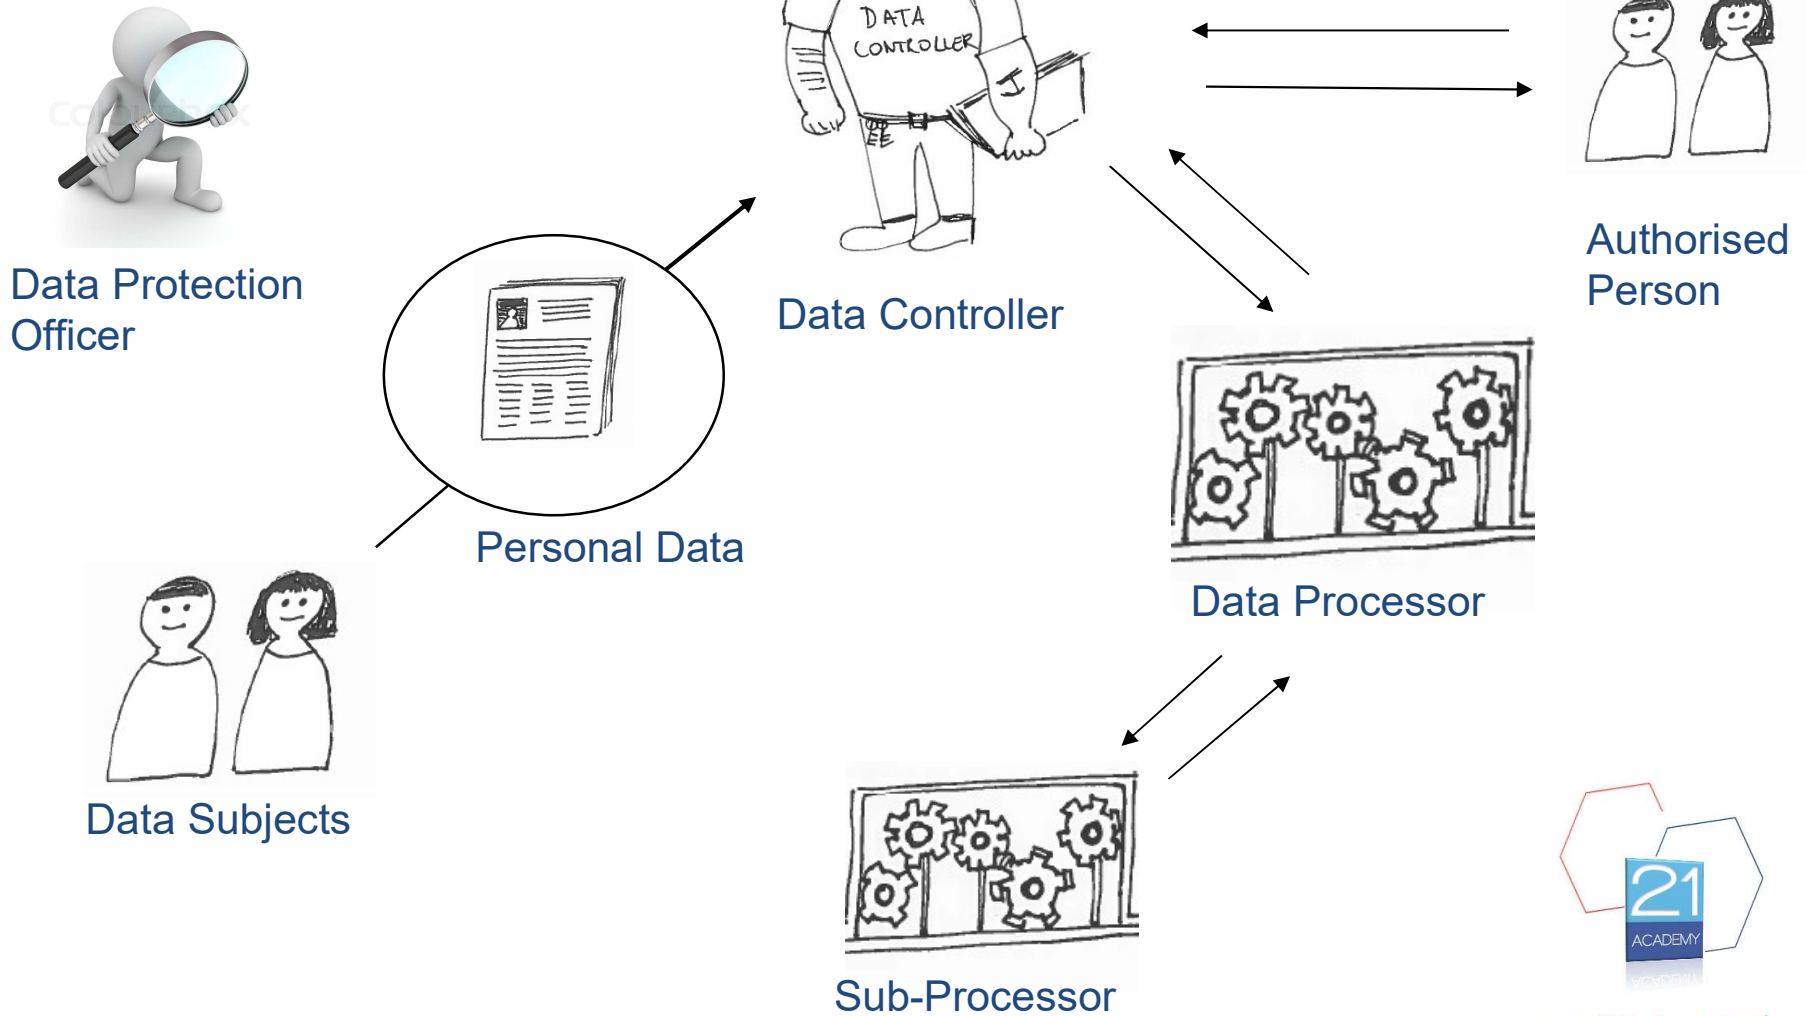 DATA
CONTROLLER
colourbox
Data Protection
Officer
Data Controller
Authorised
Person
Personal Data
Data Processor
Data Subjects
Sub-Processor
21
ACADEMY